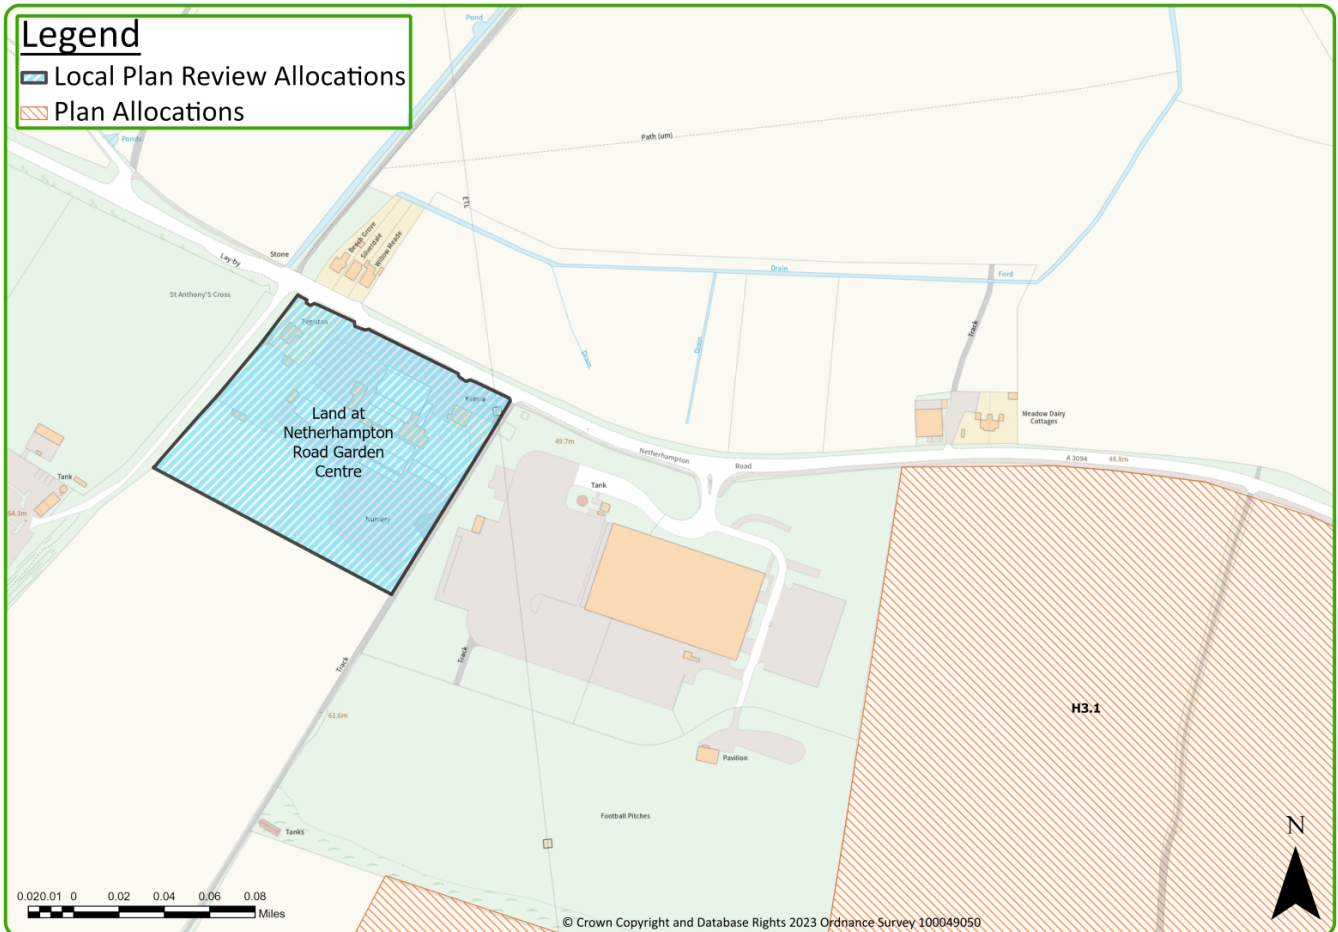 Legend
Local Plan Review Allocations
Plan Allocations
Pond
Ponds
Path (um)
ETL
Beech Grove
Silverdale
Willow Meade
Stone
Lay-by
St Anthony'S Cross
Drain
Ford
Drain
Drain
Track
Land at
Netherhampton
Road Garden
Centre
Nursery
49.7m
Netherhampton
Road
Meadow Dairy
Cottages
A 3094
48.8m
Tank
Tank
64.3m
Track
Track
61.6m
H3.1
Pavilion
Football Pitches
Tanks
N
0.02 0.01 0 0.02 0.04 0.06 0.08
Miles
© Crown Copyright and Database Rights 2023 Ordnance Survey 100049050